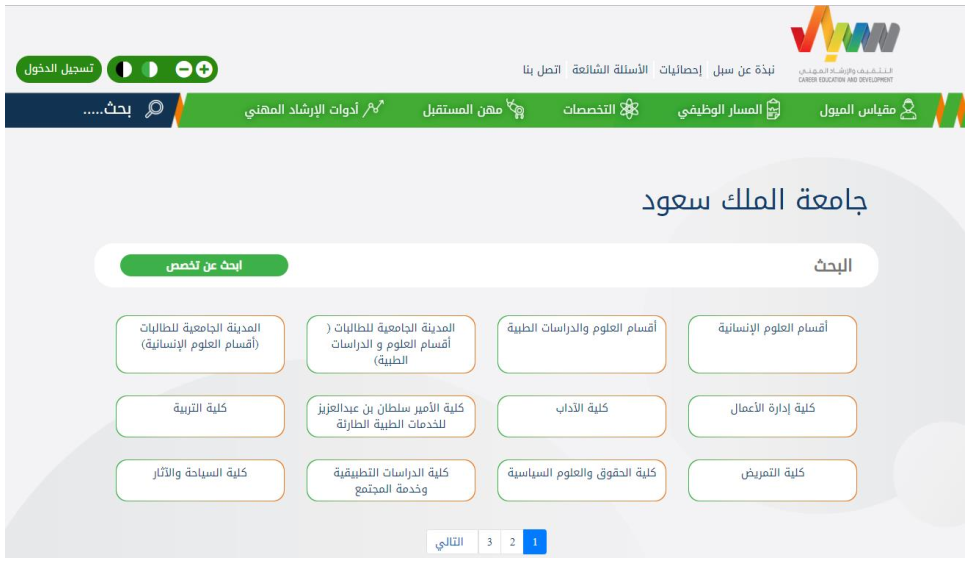 سبل
التثقيف والإرشاد المهني
CAREER EDUCATION AND DEVELOPMENT
نبذة عن سبل
إحصائيات
الأسئلة الشائعة
اتصل بنا
تسجيل الدخول
مقياس الميول
المسار الوظيفي
التخصصات
مهن المستقبل
أدوات الإرشاد المهني
بحث.....
جامعة الملك سعود
البحث
ابحث عن تخصص
أقسام العلوم الإنسانية
أقسام العلوم والدراسات الطبية
المدينة الجامعية للطالبات (
أقسام العلوم و الدراسات
الطبية)
المدينة الجامعية للطالبات
(أقسام العلوم الإنسانية)
كلية إدارة الأعمال
كلية الآداب
كلية الأمير سلطان بن عبدالعزيز
للخدمات الطبية الطارئة
كلية التربية
كلية التمريض
كلية الحقوق والعلوم السياسية
كلية الدراسات التطبيقية
وخدمة المجتمع
كلية السياحة والآثار
1 2 3 التالي